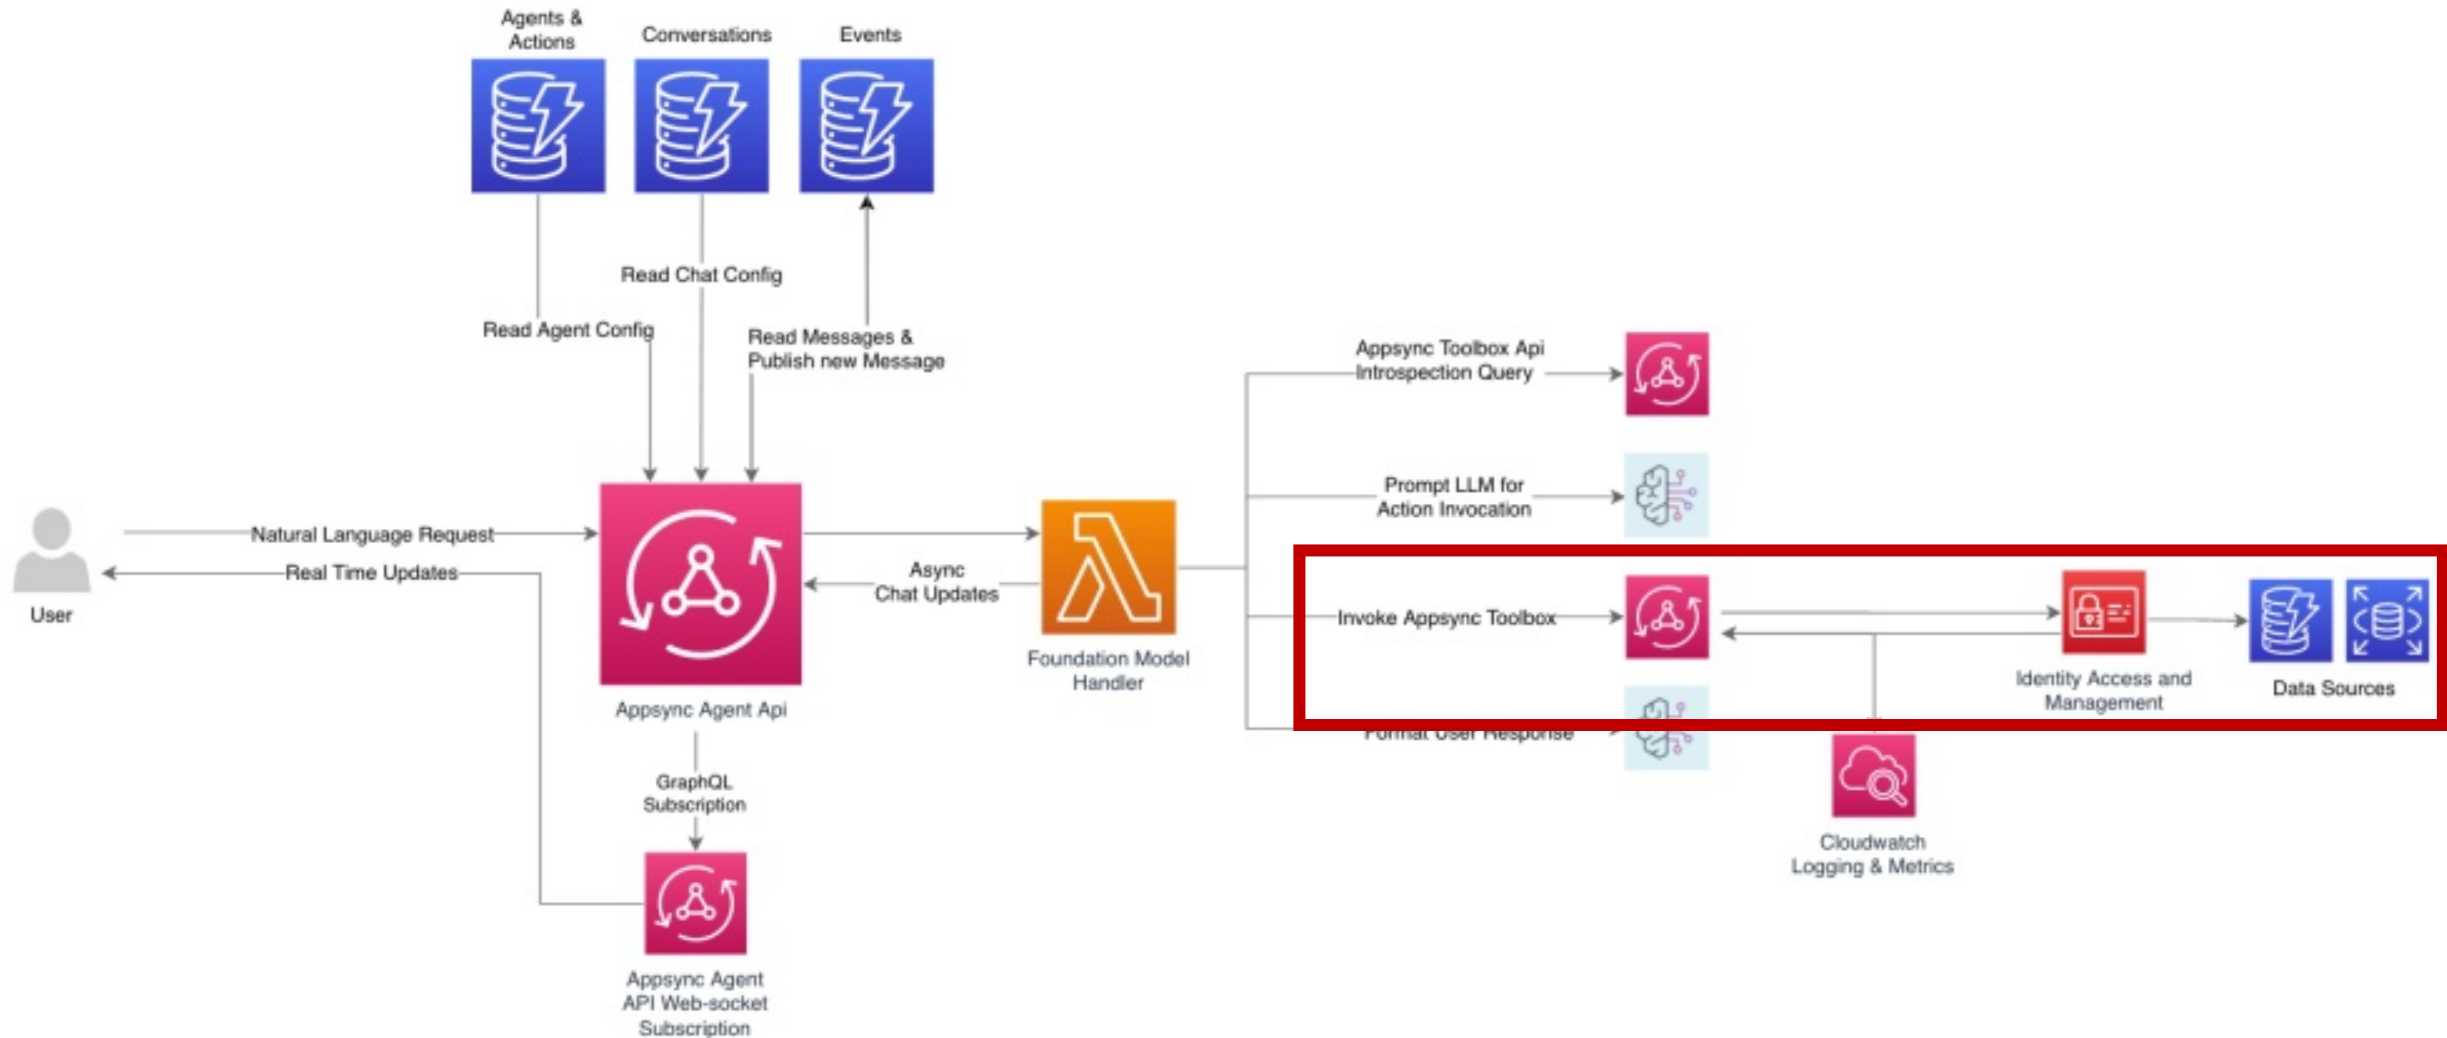 Agents &
Actions
Conversations
Events
Read Chat Config
Read Agent Config
Read Messages &
Publish new Message
Appsync Toolbox Api
Introspection Query
Prompt LLM for
Action Invocation
Natural Language Request
Real Time Updates
User
Async
Chat Updates
Foundation Model
Handler
Appsync Agent Api
Invoke Appsync Toolbox
Identity Access and
Management
Data Sources
Format User Response
GraphQL
Subscription
Cloudwatch
Logging & Metrics
Appsync Agent
API Web-socket
Subscription